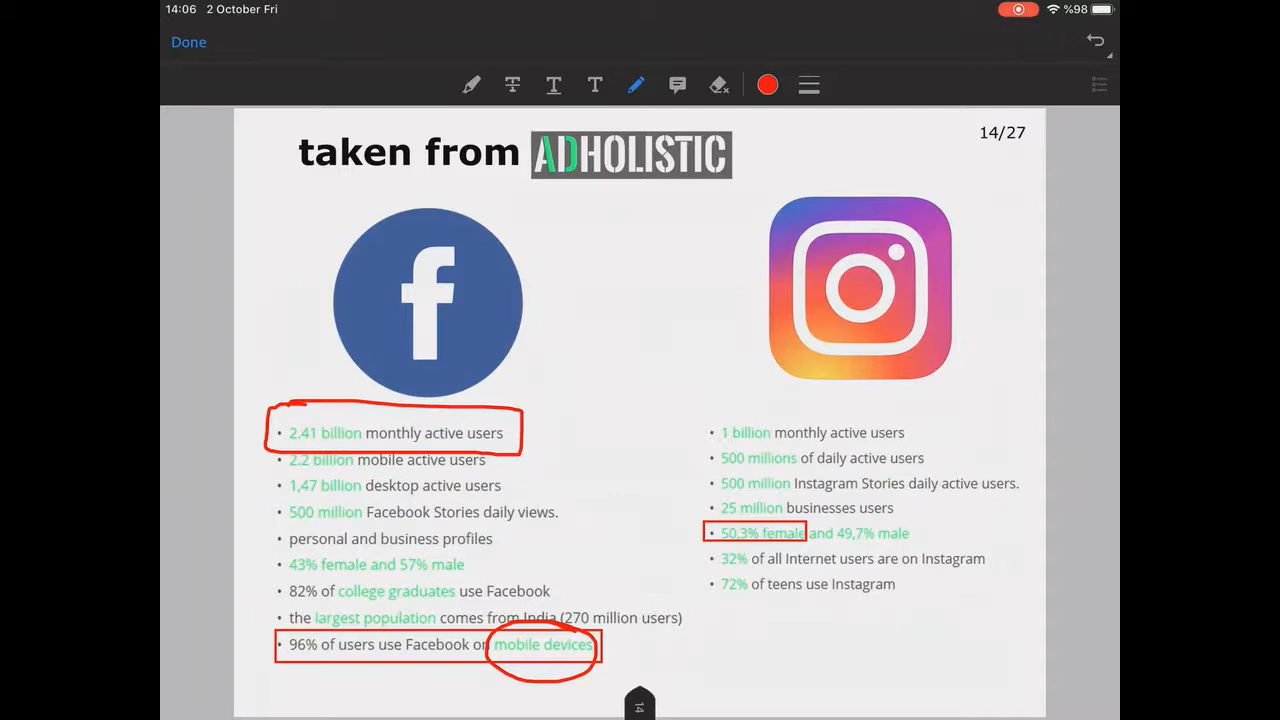 14:06 2 October Fri
%98
Done
T T T
14/27
taken from ADHOLISTIC
f
• 2.41 billion monthly active users
• 2.2 billion mobile active users
• 1,47 billion desktop active users
• 500 million Facebook Stories daily views.
• personal and business profiles
• 43% female and 57% male
• 82% of college graduates use Facebook
• the largest population comes from India (270 million users)
• 96% of users use Facebook on mobile devices
• 1 billion monthly active users
• 500 millions of daily active users
• 500 million Instagram Stories daily active users.
• 25 million businesses users
• 50,3% female and 49,7% male
• 32% of all Internet users are on Instagram
• 72% of teens use Instagram
14